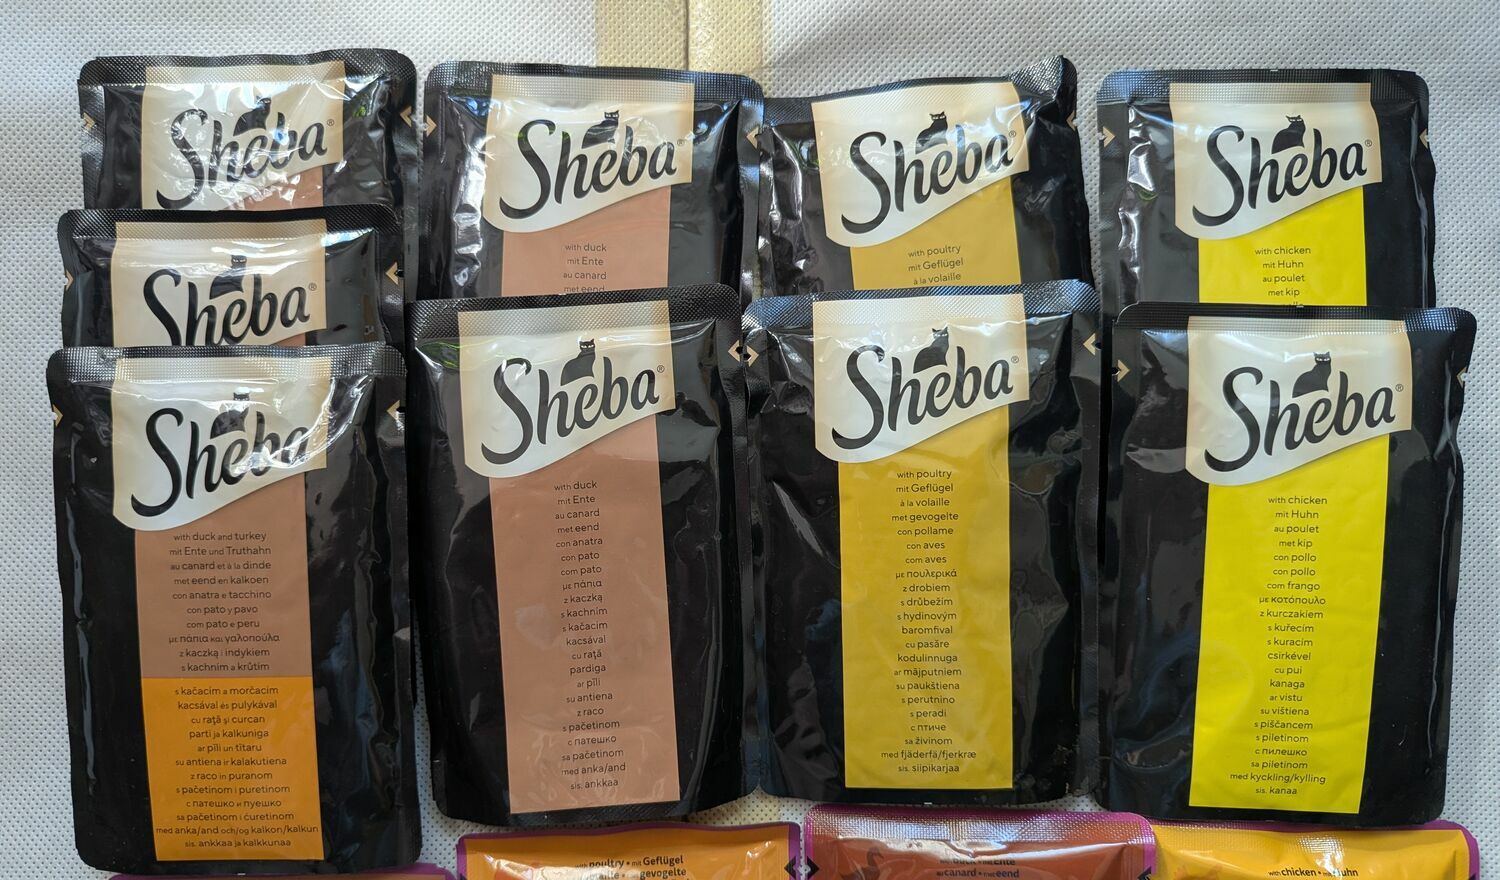 Sheba®
Sheba®
with duck
mit Ente
au canard
met eend
Sheba®
with poultry
mit Geflügel
à la volaille
Sheba®
with chicken
mit Huhn
au poulet
met kip
Sheba®
Sheba
with duck and turkey
mit Ente und Truthahn
au canard et à la dinde
met eend en kalkoen
con anatra e tacchino
con pato y pavo
com pato e peru
με πάπια και γαλοπούλα
z kaczką i indykiem
s kachním a krůtím
s kačacím a morčacím
kacsával és pulykával
cu rață și curcan
parti ja kalkuniga
ar pīli un tītaru
su antiena ir kalakutiena
z raco in puranom
s pačetinom i puretinom
с патешко и пуешко
sa pačetinom i ćuretinom
med anka/and och/og kalkon/kalkun
sis. ankkaa ja kalkkunaa
Sheba®
with duck
mit Ente
au canard
met eend
con anatra
con pato
com pato
με πάπια
z kaczką
s kachním
s kačacím
kacsával
cu rață
pardiga
ar pīli
su antiena
z raco
s pačetinom
с патешко
sa pačetinom
med anka/and
sis. ankkaa
Sheba®
with poultry
mit Geflügel
à la volaille
met gevogelte
con pollame
con aves
com aves
με πουλερικά
z drobiem
s drůbežím
s hydinovým
baromfival
cu pasăre
kodulinnuga
ar mājputniem
su paukštiena
s perutnino
s peradi
с птиче
sa živinom
med fjäderfä/fjerkræ
sis. siipikarjaa
Sheba®
with chicken
mit Huhn
au poulet
met kip
con pollo
con pollo
com frango
με κοτόπουλο
z kurczakiem
s kuřecím
s kuracím
csirkével
cu pui
kanaga
ar vistu
su vištiena
s piščancem
s piletinom
с пилешко
sa piletinom
med kyckling/kylling
sis. kanaa
with poultry • mit Geflügel
gevogelte
with duck • mit Ente
au canard • met eend
with chicken • mit Huhn